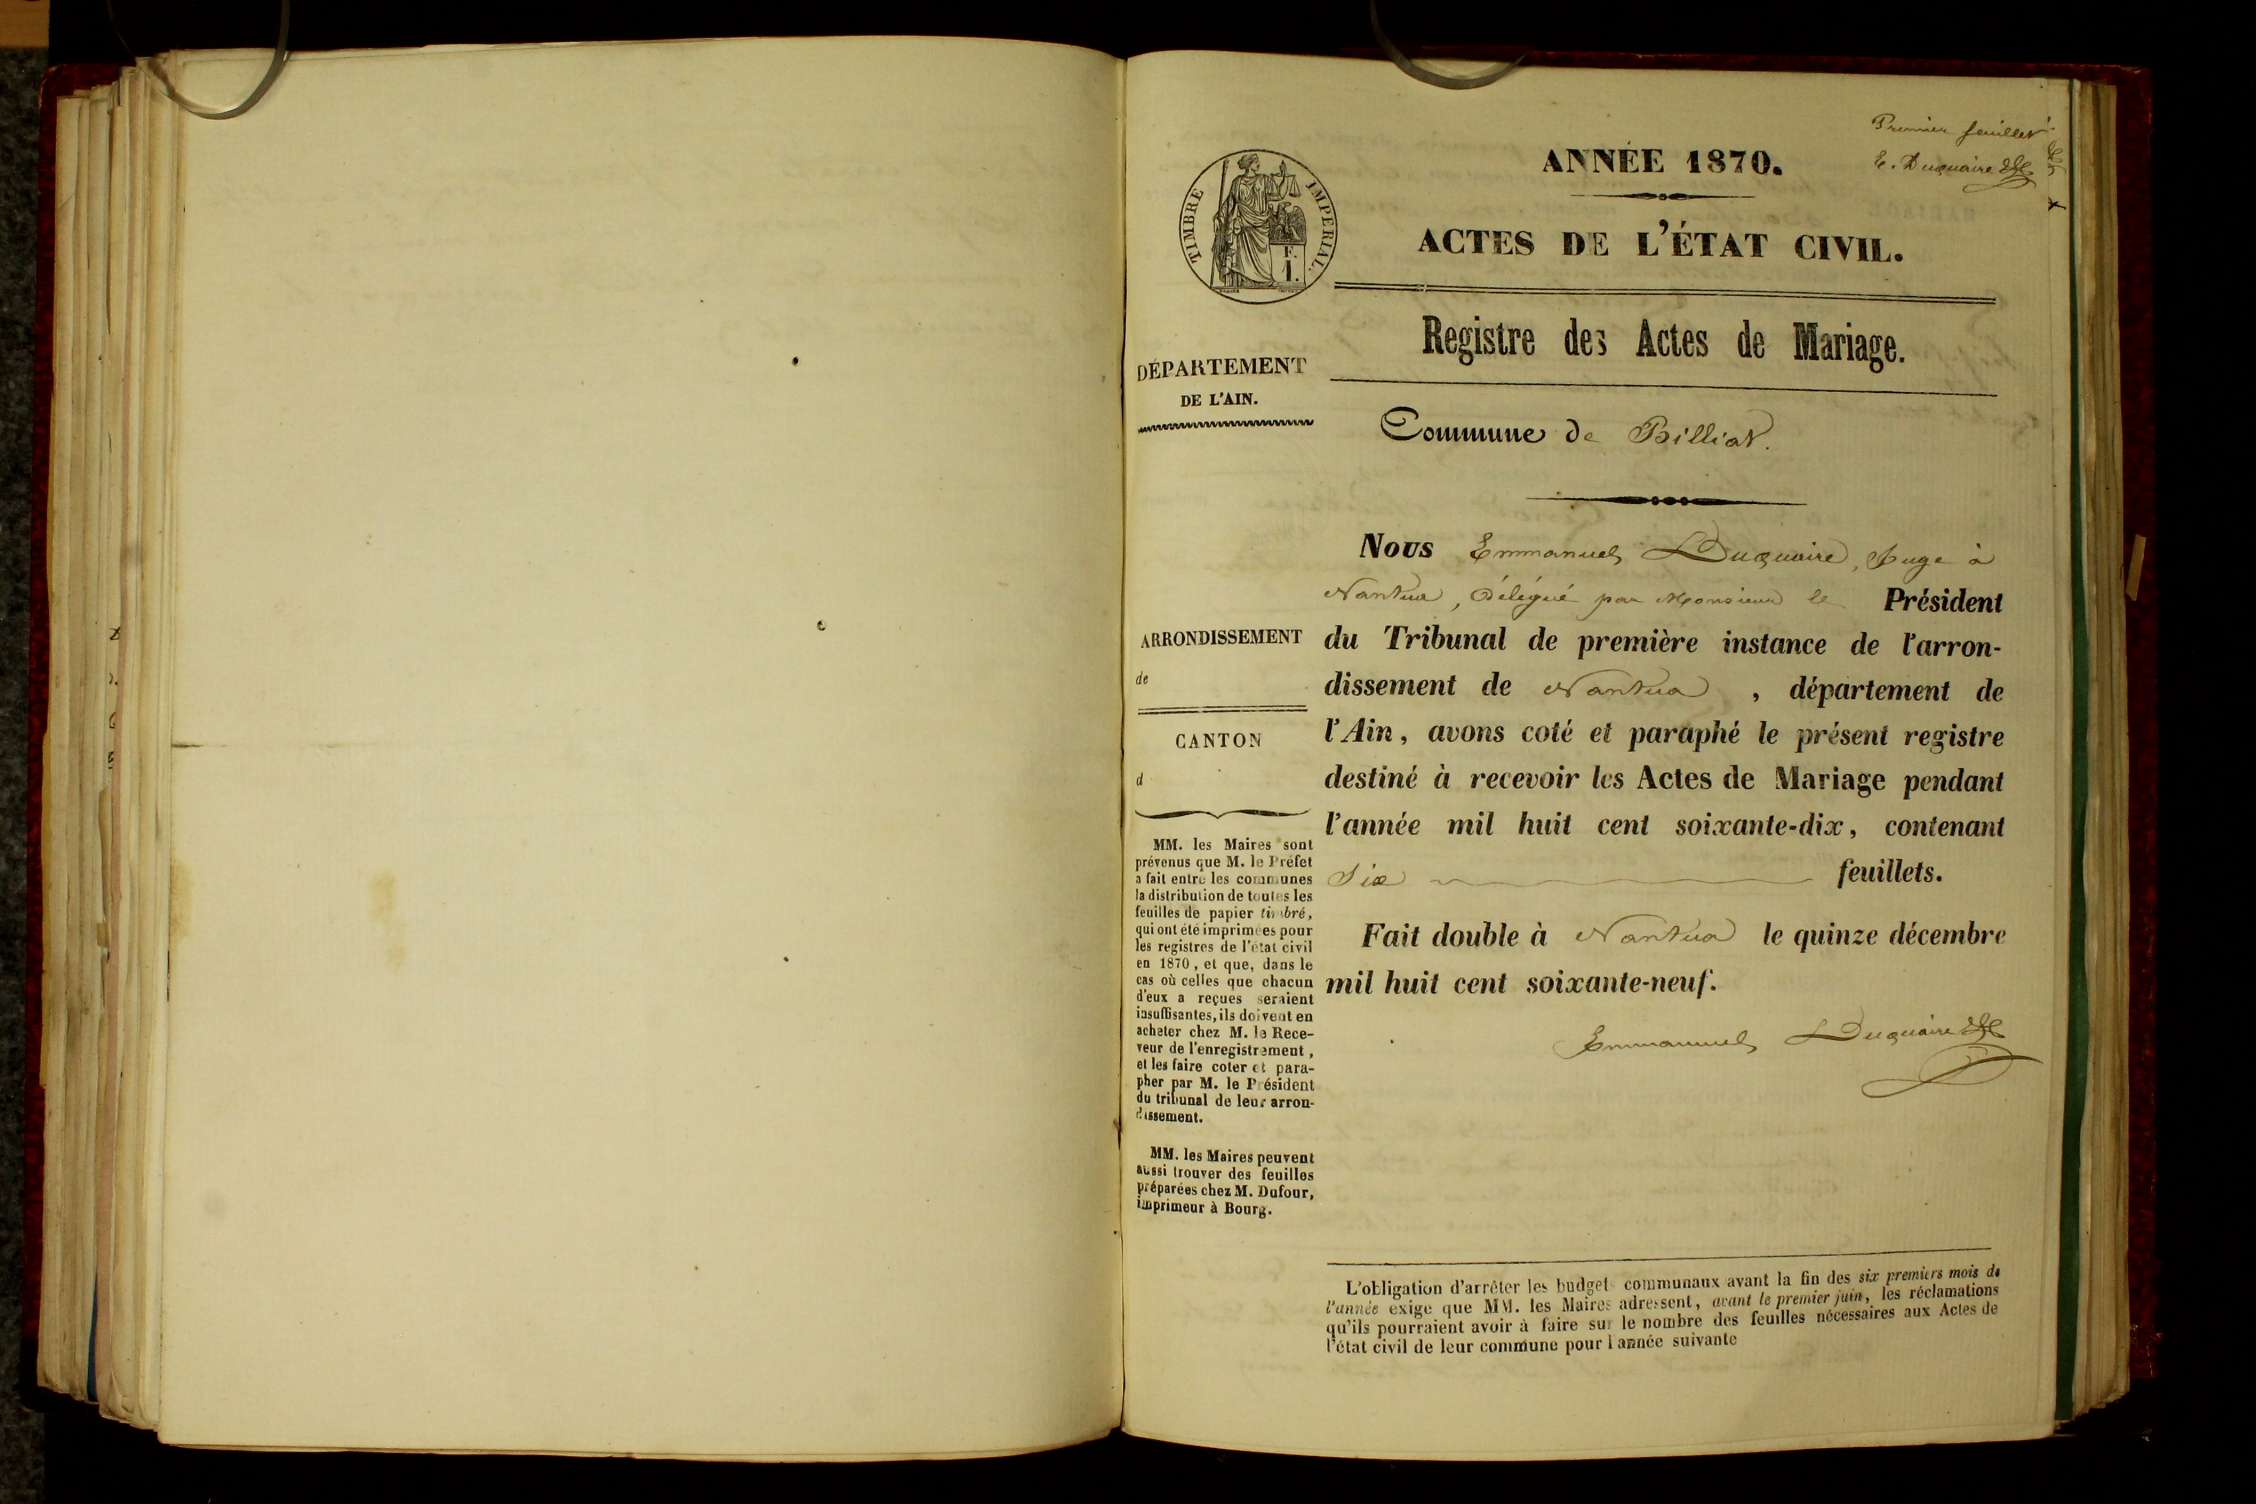 Premier feuillet
E. Duquaire
ANNÉE 1870.
TIMBRE IMPERIAL.
F.
1.
ACTES DE L'ÉTAT CIVIL.
Registre des Actes de Mariage.
DÉPARTEMENT
DE L'AIN.
Commune de Billiat.
Nous Emmanuel Duquaire, Juge à
Nantua, délégué par Monsieur le Président
du Tribunal de première instance de l'arron-
dissement de Nantua, département de
l'Ain, avons coté et paraphé le présent registre
destiné à recevoir les Actes de Mariage pendant
l'année mil huit cent soixante-dix, contenant
Six feuillets.
Fait double à Nantua le quinze décembre
mil huit cent soixante-neuf.
Emmanuel Duquaire
ARRONDISSEMENT
de
CANTON
d
MM. les Maires sont
prévenus que M. le Préfet
a fait entre les communes
la distribution de toutes les
feuilles de papier timbré,
qui ont été imprimées pour
les registres de l'état civil
en 1870, et que, dans le
cas où celles que chacun
d'eux a reçues seraient
insuffisantes, ils doivent en
acheter chez M. le Rece-
veur de l'enregistrement,
et les faire coter et para-
pher par M. le Président
du tribunal de leur arron-
dissement.
MM. les Maires peuvent
aussi trouver des feuilles
préparées chez M. Dufour,
imprimeur à Bourg.
L'obligation d'arrêter les budgets communaux avant la fin des six premiers mois de
l'année exige que MM. les Maires adressent, avant le premier juin, les réclamations
qu'ils pourraient avoir à faire sur le nombre des feuilles nécessaires aux Actes de
l'état civil de leur commune pour l'année suivante